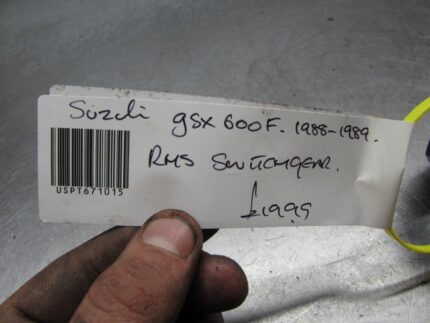 Suzuki GSX 600F. 1988-1989.
RHS SWITCHGEAR.
USPT671015
£19.99